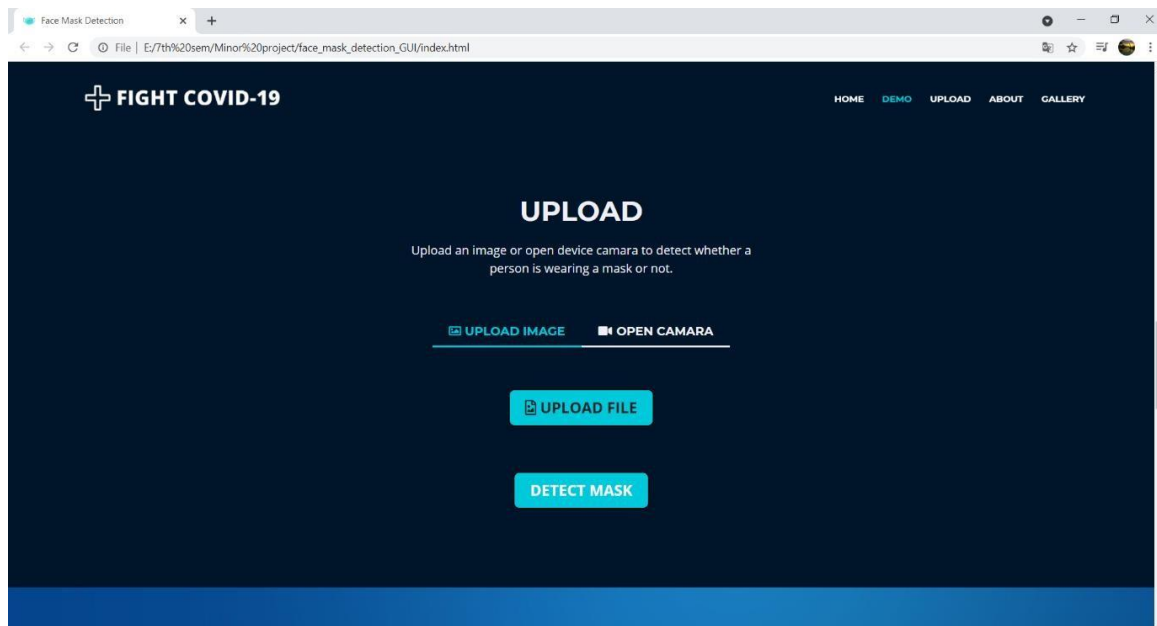 Face Mask Detection
File | E:/7th%20sem/Minor%20project/face_mask_detection_GUI/index.html
FIGHT COVID-19
HOME DEMO UPLOAD ABOUT GALLERY
UPLOAD
Upload an image or open device camara to detect whether a
person is wearing a mask or not.
UPLOAD IMAGE OPEN CAMARA
UPLOAD FILE
DETECT MASK